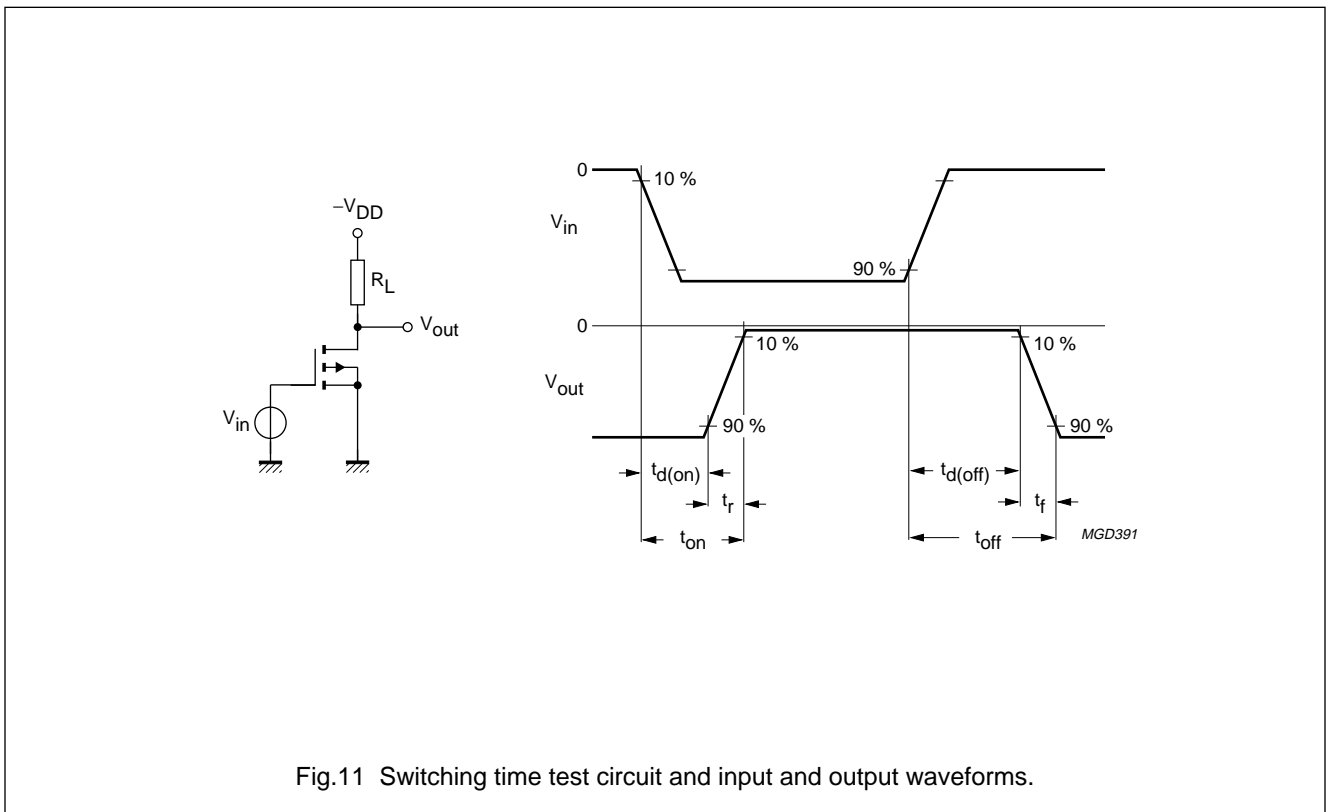 −VDD
RL
Vout
Vin
0
10 %
Vin
90 %
0
10 %
10 %
Vout
90 %
90 %
td(on)
td(off)
tr
tf
ton
toff
MGD391
Fig.11 Switching time test circuit and input and output waveforms.